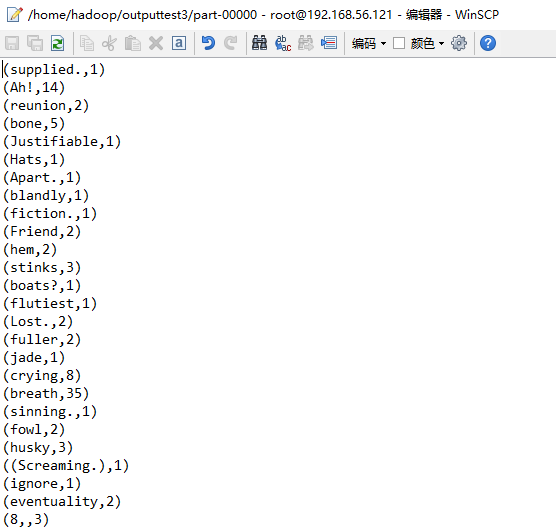 /home/hadoop/outputtest3/part-00000 - root@192.168.56.121 - 编辑器 - WinSCP
编码 颜色
(supplied.,1)
(Ah!,14)
(reunion,2)
(bone,5)
(Justifiable,1)
(Hats,1)
(Apart.,1)
(blandly,1)
(fiction.,1)
(Friend,2)
(hem,2)
(stinks,3)
(boats?,1)
(flutiest,1)
(Lost.,2)
(fuller,2)
(jade,1)
(crying,8)
(breath,35)
(sinning.,1)
(fowl,2)
(husky,3)
((Screaming.),1)
(ignore,1)
(eventuality,2)
(8,,3)